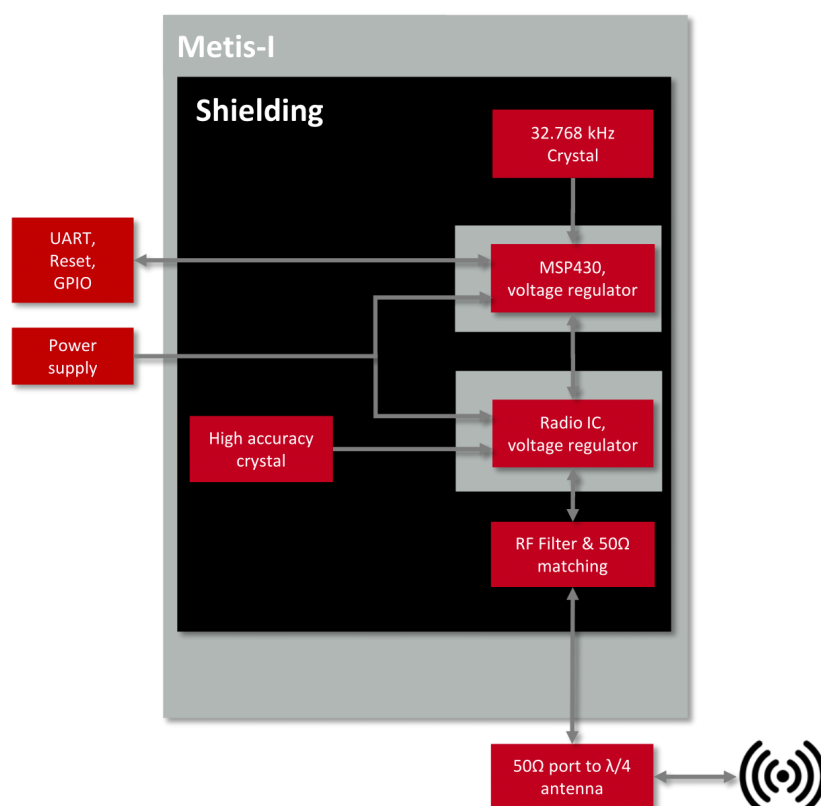 Metis-I
Shielding
32.768 kHz
Crystal
UART,
Reset,
GPIO
MSP430,
voltage regulator
Power
supply
High accuracy
crystal
Radio IC,
voltage regulator
RF Filter & 50Ω
matching
50Ω port to λ/4
antenna